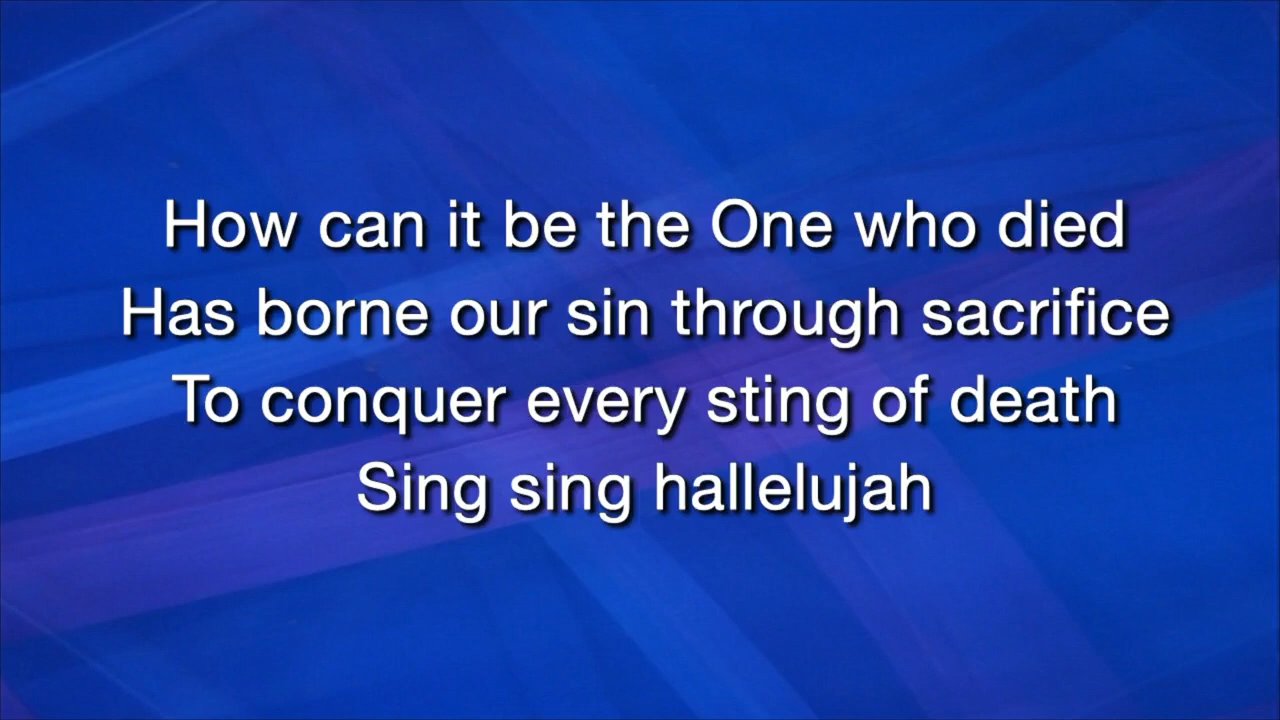 How can it be the One who died
Has borne our sin through sacrifice
To conquer every sting of death
Sing sing hallelujah